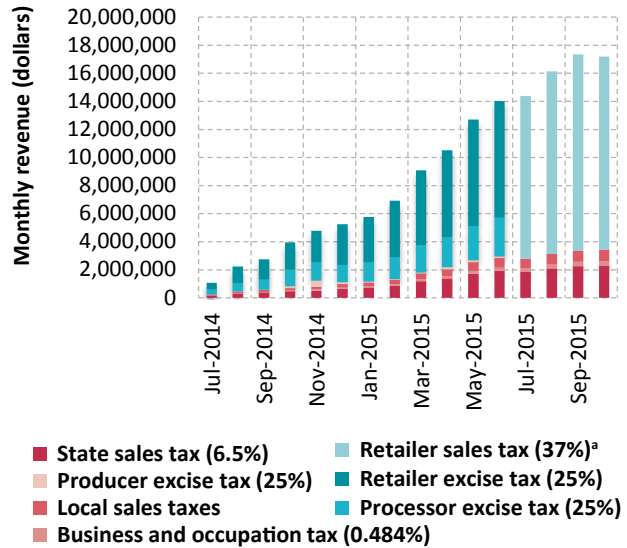 Monthly revenue (dollars)
20,000,000
18,000,000
16,000,000
14,000,000
12,000,000
10,000,000
8,000,000
6,000,000
4,000,000
2,000,000
0
Jul-2014
Sep-2014
Nov-2014
Jan-2015
Mar-2015
May-2015
Jul-2015
Sep-2015
State sales tax (6.5%)
Retailer sales tax (37%)ᵃ
Producer excise tax (25%)
Retailer excise tax (25%)
Local sales taxes
Processor excise tax (25%)
Business and occupation tax (0.484%)